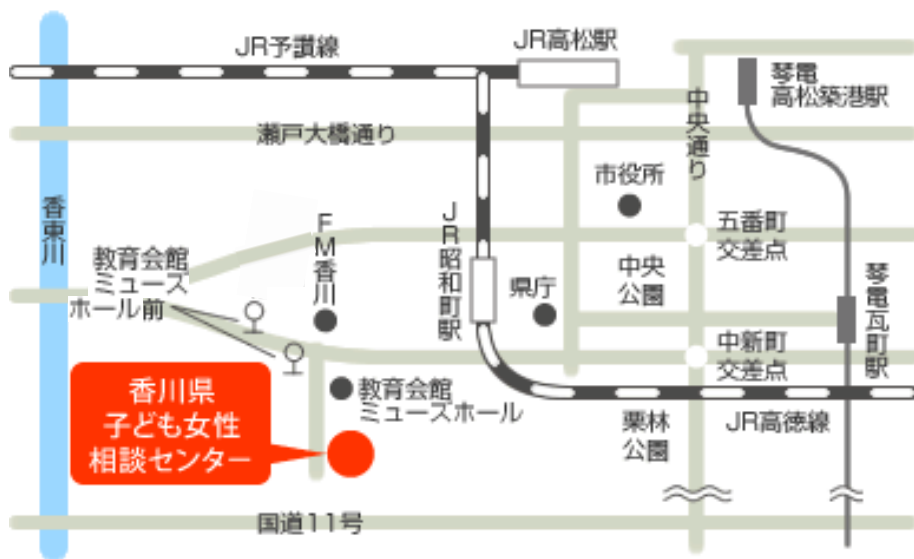 JR予讃線
JR高松駅
琴電
高松築港駅
中央通り
瀬戸大橋通り
市役所
香東川
FM香川
JR昭和町駅
五番町
交差点
教育会館
ミューズ
ホール前
県庁
中央
公園
琴電瓦町駅
中新町
交差点
香川県
子ども女性
相談センター
教育会館
ミューズホール
栗林
公園
JR高徳線
国道11号